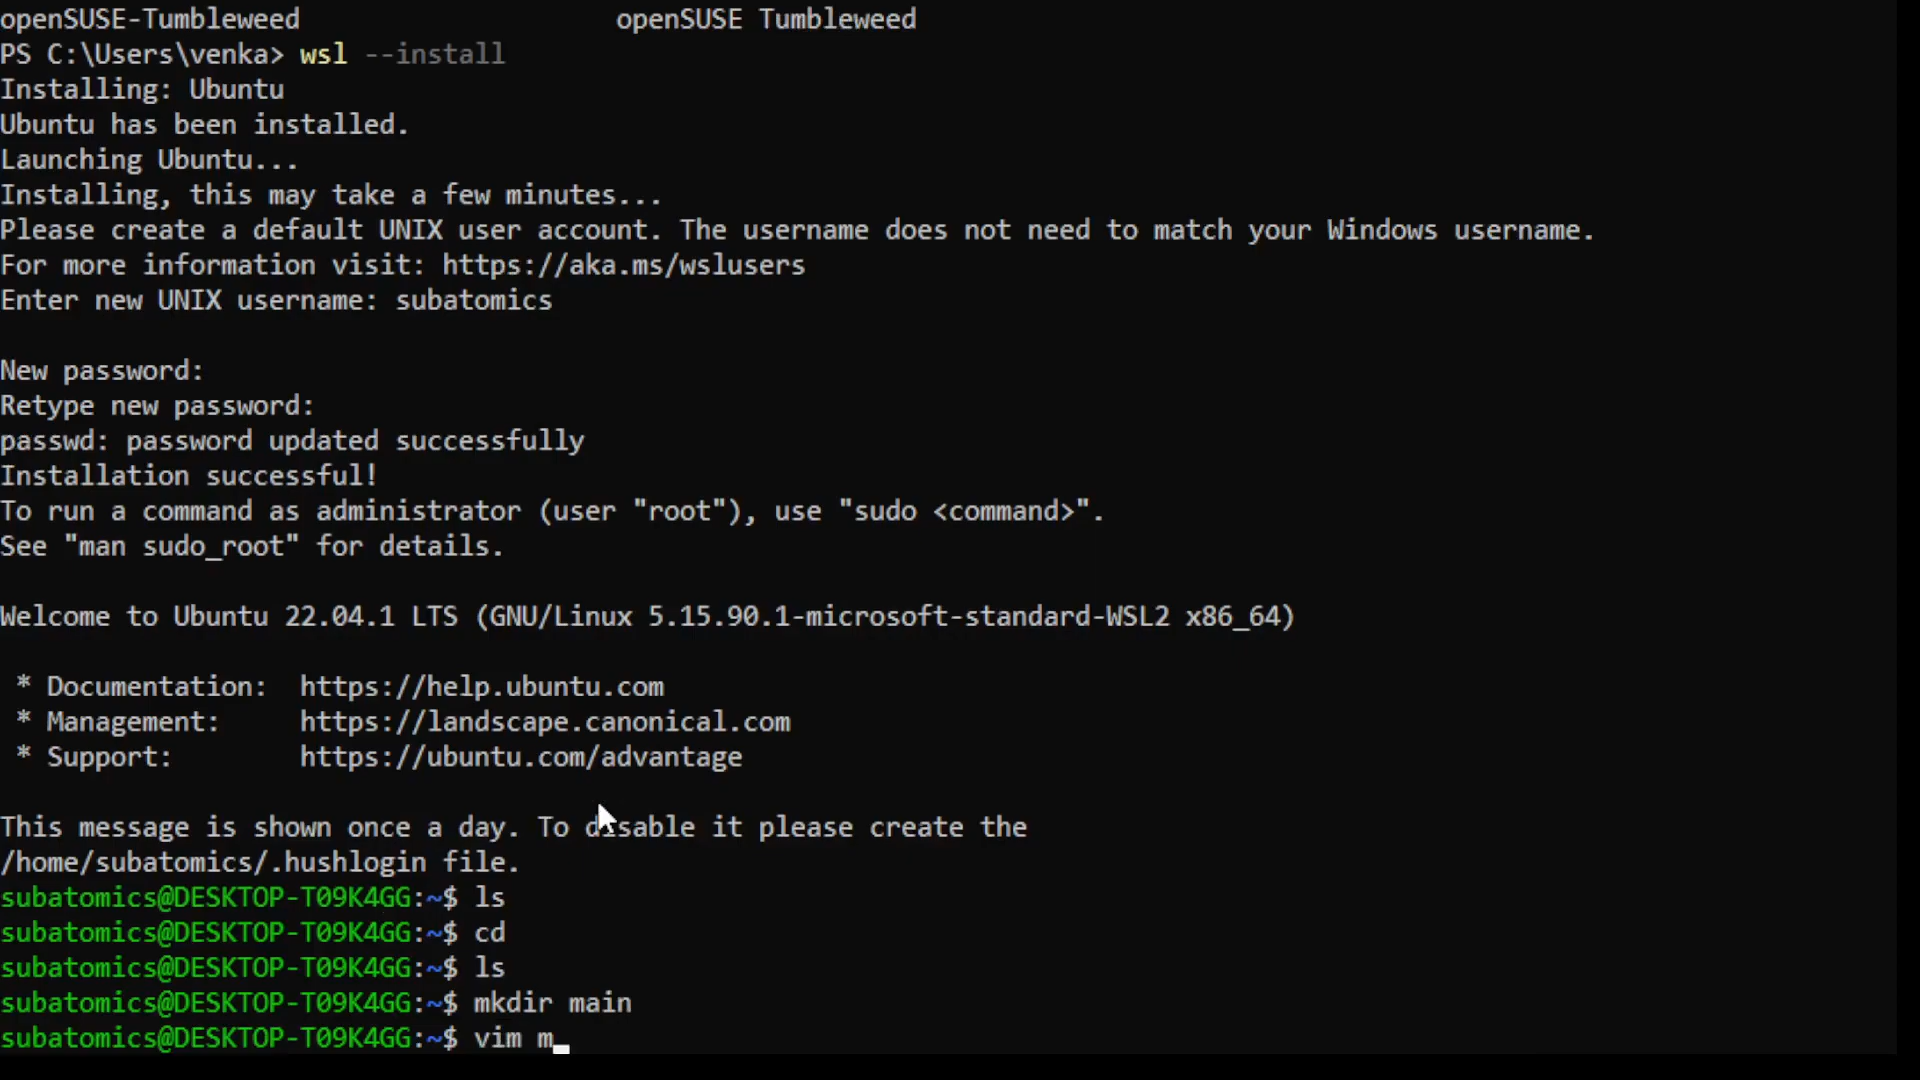 openSUSE-Tumbleweed                     openSUSE Tumbleweed
PS C:\Users\venka> wsl --install
Installing: Ubuntu
Ubuntu has been installed.
Launching Ubuntu...
Installing, this may take a few minutes...
Please create a default UNIX user account. The username does not need to match your Windows username.
For more information visit: https://aka.ms/wslusers
Enter new UNIX username: subatomics
New password:
Retype new password:
passwd: password updated successfully
Installation successful!
To run a command as administrator (user "root"), use "sudo <command>".
See "man sudo_root" for details.
Welcome to Ubuntu 22.04.1 LTS (GNU/Linux 5.15.90.1-microsoft-standard-WSL2 x86_64)
 * Documentation:  https://help.ubuntu.com
 * Management:     https://landscape.canonical.com
 * Support:        https://ubuntu.com/advantage
This message is shown once a day. To disable it please create the
/home/subatomics/.hushlogin file.
subatomics@DESKTOP-T09K4GG:~$ ls
subatomics@DESKTOP-T09K4GG:~$ cd
subatomics@DESKTOP-T09K4GG:~$ ls
subatomics@DESKTOP-T09K4GG:~$ mkdir main
subatomics@DESKTOP-T09K4GG:~$ vim m